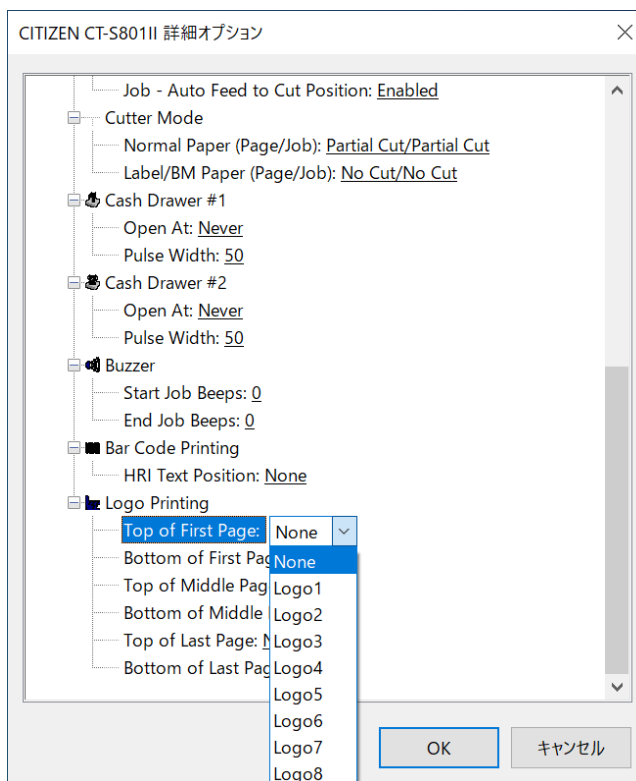 CITIZEN CT-S801II 詳細オプション
Job - Auto Feed to Cut Position: Enabled
Cutter Mode
Normal Paper (Page/Job): Partial Cut/Partial Cut
Label/BM Paper (Page/Job): No Cut/No Cut
Cash Drawer #1
Open At: Never
Pulse Width: 50
Cash Drawer #2
Open At: Never
Pulse Width: 50
Buzzer
Start Job Beeps: 0
End Job Beeps: 0
Bar Code Printing
HRI Text Position: None
Logo Printing
Top of First Page: None
Bottom of First Pag
None
Top of Middle Pag
Logo1
Bottom of Middle
Logo2
Top of Last Page:
Logo3
Bottom of Last Pag
Logo4
Logo5
Logo6
Logo7
Logo8
OK
キャンセル